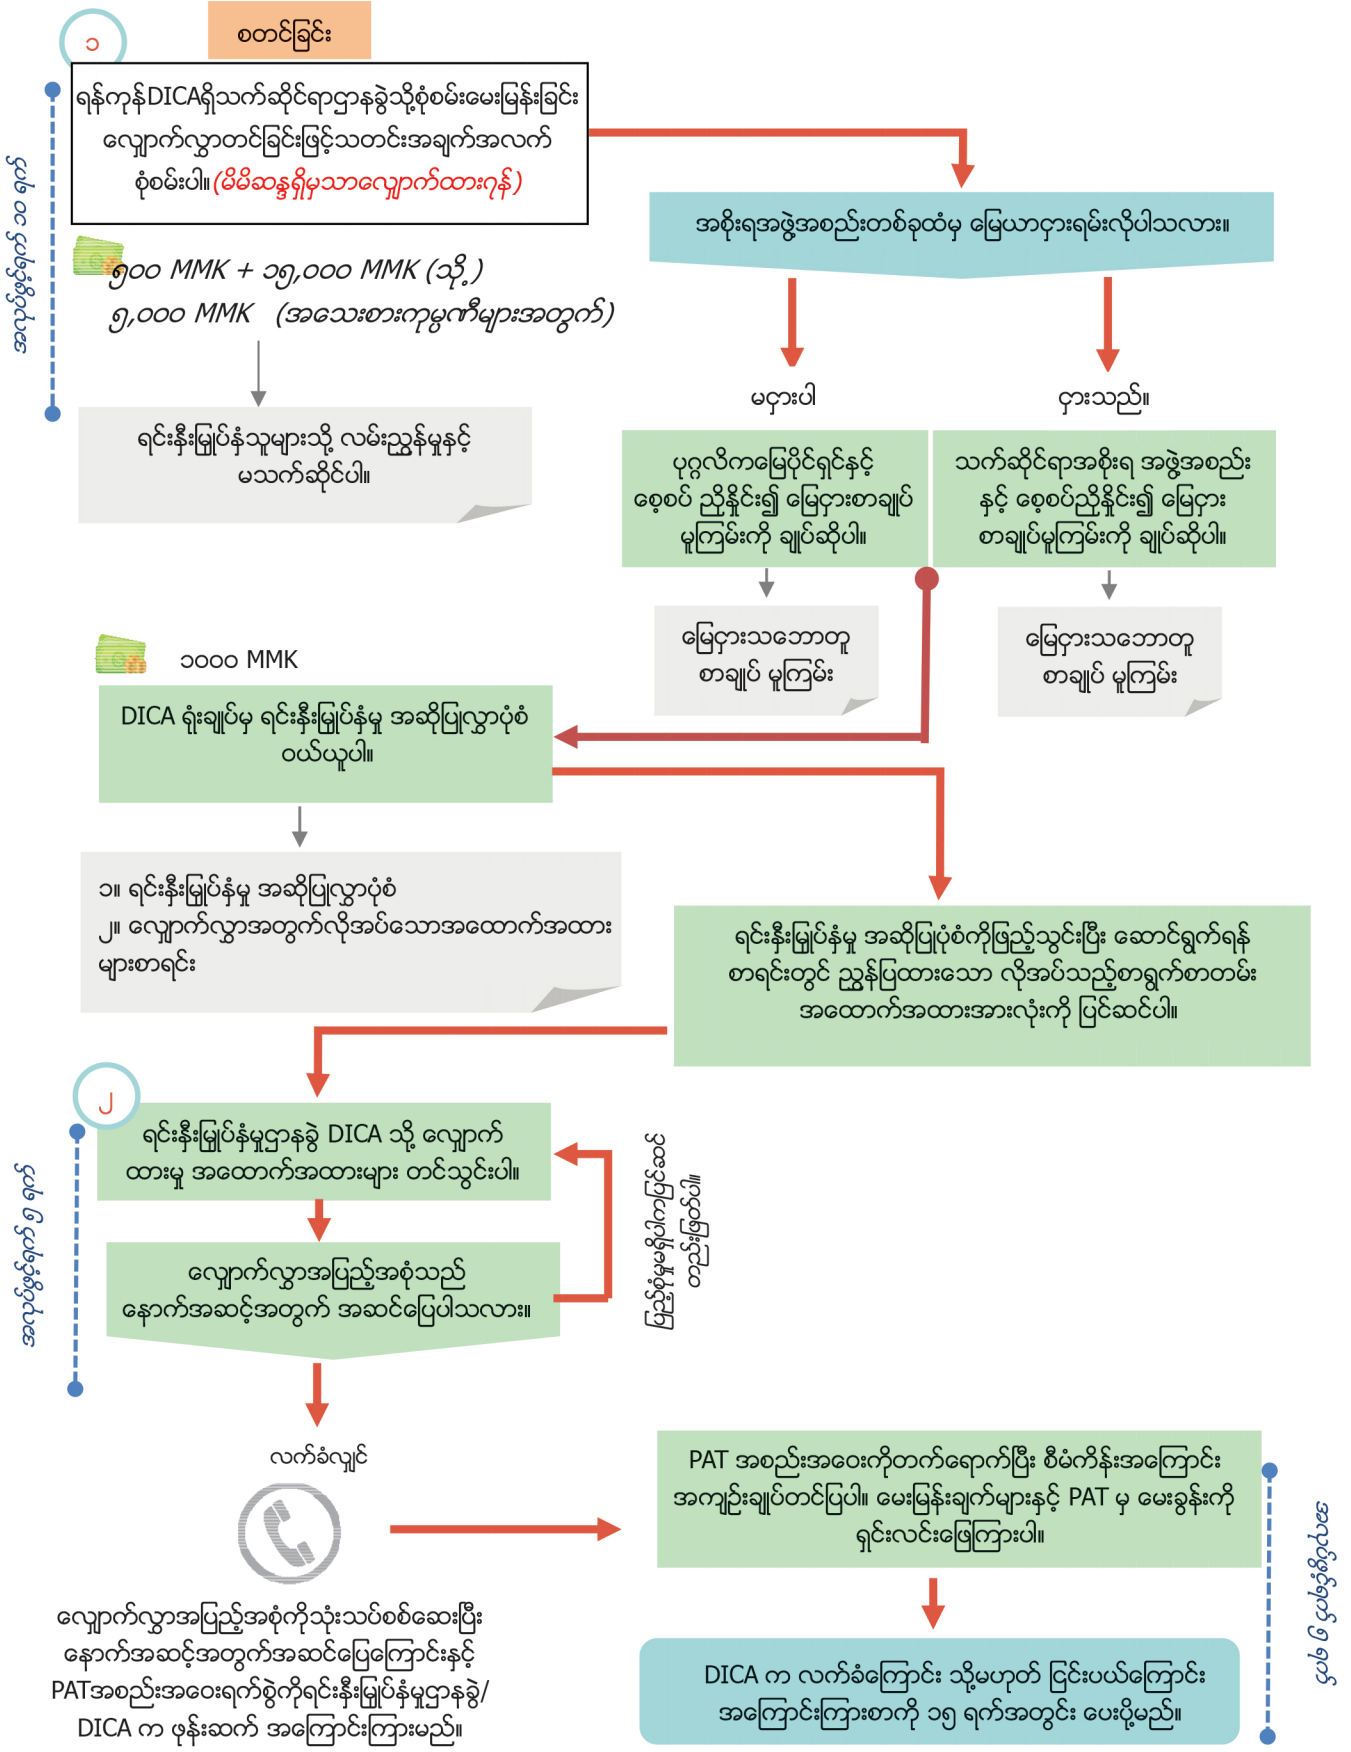 ၁
စတင်ခြင်း
ရန်ကုန်DICAရှိသက်ဆိုင်ရာဌာနခွဲသို့စုံစမ်းမေးမြန်းခြင်း
လျှောက်လွှာတင်ခြင်းဖြင့်သတင်းအချက်အလက်
စုံစမ်းပါ။(မိမိဆန္ဒရှိမှသာလျှောက်ထား၇န်)
၅၀၀ MMK + ၁၅,၀၀၀ MMK (သို့)
၅,၀၀၀ MMK (အသေးစားကုမ္ပဏီများအတွက်)
ရင်းနှီးမြှုပ်နှံသူများသို့ လမ်းညွှန်မှုနှင့်
မသက်ဆိုင်ပါ။
အစိုးရအဖွဲ့အစည်းတစ်ခုထံမှ မြေယာငှားရမ်းလိုပါသလား။
မငှားပါ
ငှားသည်။
ပုဂ္ဂလိကမြေပိုင်ရှင်နှင့်
စေ့စပ် ညှိနှိုင်း၍ မြေငှားစာချုပ်
မူကြမ်းကို ချုပ်ဆိုပါ။
သက်ဆိုင်ရာအစိုးရ အဖွဲ့အစည်း
နှင့် စေ့စပ်ညှိနှိုင်း၍ မြေငှား
စာချုပ်မူကြမ်းကို ချုပ်ဆိုပါ။
မြေငှားသဘောတူ
စာချုပ် မူကြမ်း
မြေငှားသဘောတူ
စာချုပ် မူကြမ်း
၁၀၀၀ MMK
DICA ရုံးချုပ်မှ ရင်းနှီးမြှုပ်နှံမှု အဆိုပြုလွှာပုံစံ
ဝယ်ယူပါ။
၁။ ရင်းနှီးမြှုပ်နှံမှု အဆိုပြုလွှာပုံစံ
၂။ လျှောက်လွှာအတွက်လိုအပ်သောအထောက်အထား
များစာရင်း
ရင်းနှီးမြှုပ်နှံမှု အဆိုပြုပုံစံကိုဖြည့်သွင်းပြီး ဆောင်ရွက်ရန်
စာရင်းတွင် ညွှန်ပြထားသော လိုအပ်သည့်စာရွက်စာတမ်း
အထောက်အထားအားလုံးကို ပြင်ဆင်ပါ။
၂
ရင်းနှီးမြှုပ်နှံမှုဌာနခွဲ DICA သို့ လျှောက်
ထားမှု အထောက်အထားများ တင်သွင်းပါ။
လျှောက်လွှာအပြည့်အစုံသည်
နောက်အဆင့်အတွက် အဆင်ပြေပါသလား။
ပြည့်စုံမှုမရှိပါကပြင်ဆင်
တည်းဖြတ်ပါ။
လက်ခံလျှင်
လျှောက်လွှာအပြည့်အစုံကိုသုံးသပ်စစ်ဆေးပြီး
နောက်အဆင့်အတွက်အဆင်ပြေကြောင်းနှင့်
PATအစည်းအဝေးရက်စွဲကိုရင်းနှီးမြှုပ်နှံမှုဌာနခွဲ/
DICA က ဖုန်းဆက် အကြောင်းကြားမည်။
PAT အစည်းအဝေးကိုတက်ရောက်ပြီး စီမံကိန်းအကြောင်း
အကျဉ်းချုပ်တင်ပြပါ။ မေးမြန်းချက်များနှင့် PAT မှ မေးခွန်းကို
ရှင်းလင်းဖြေကြားပါ။
DICA က လက်ခံကြောင်း သို့မဟုတ် ငြင်းပယ်ကြောင်း
အကြောင်းကြားစာကို ၁၅ ရက်အတွင်း ပေးပို့မည်။